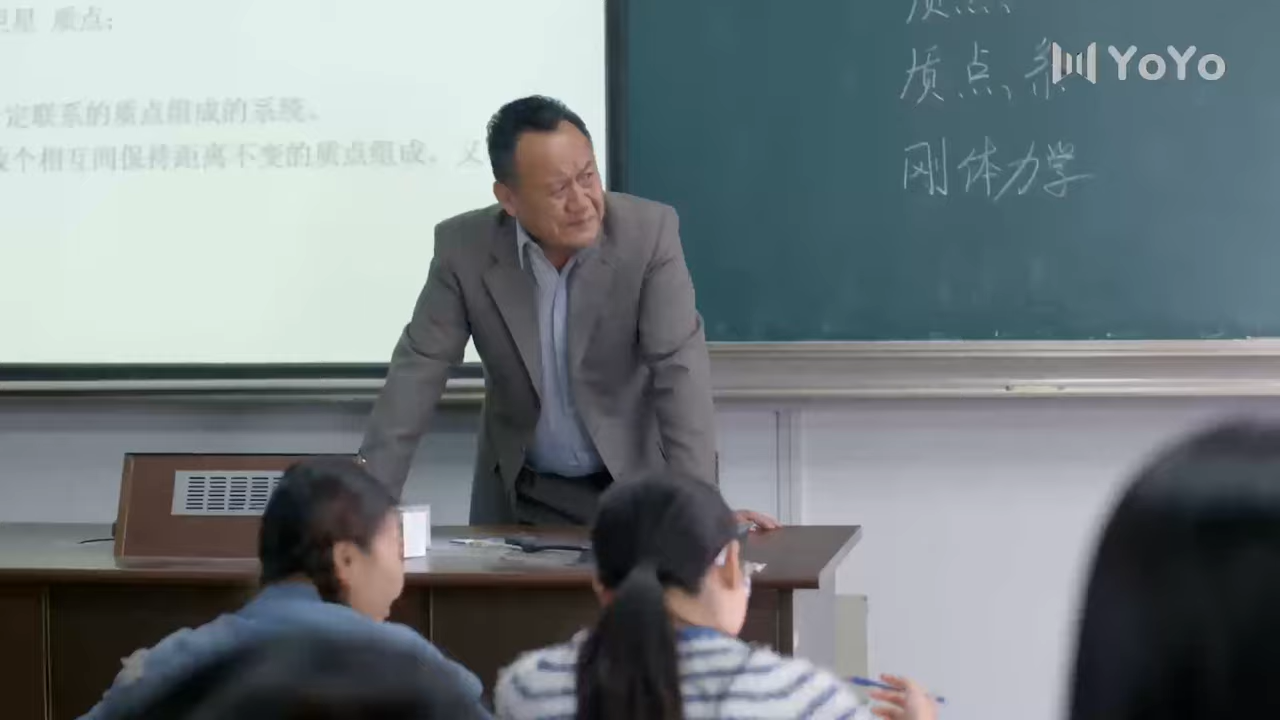 卫星 质点；
定联系的质点组成的系统。
个相互间保持距离不变的质点组成。又
质点
质点系
刚体力学
YoYo